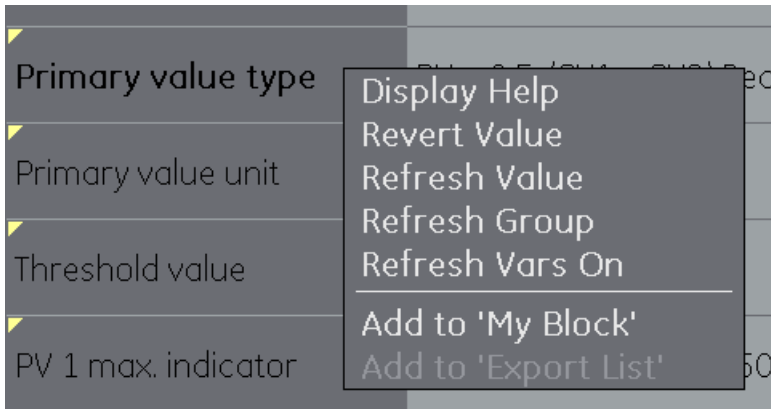 Primary value type
Display Help
Revert Value
Primary value unit
Refresh Value
Refresh Group
Threshold value
Refresh Vars On
Add to 'My Block'
PV 1 max. indicator
Add to 'Export List'